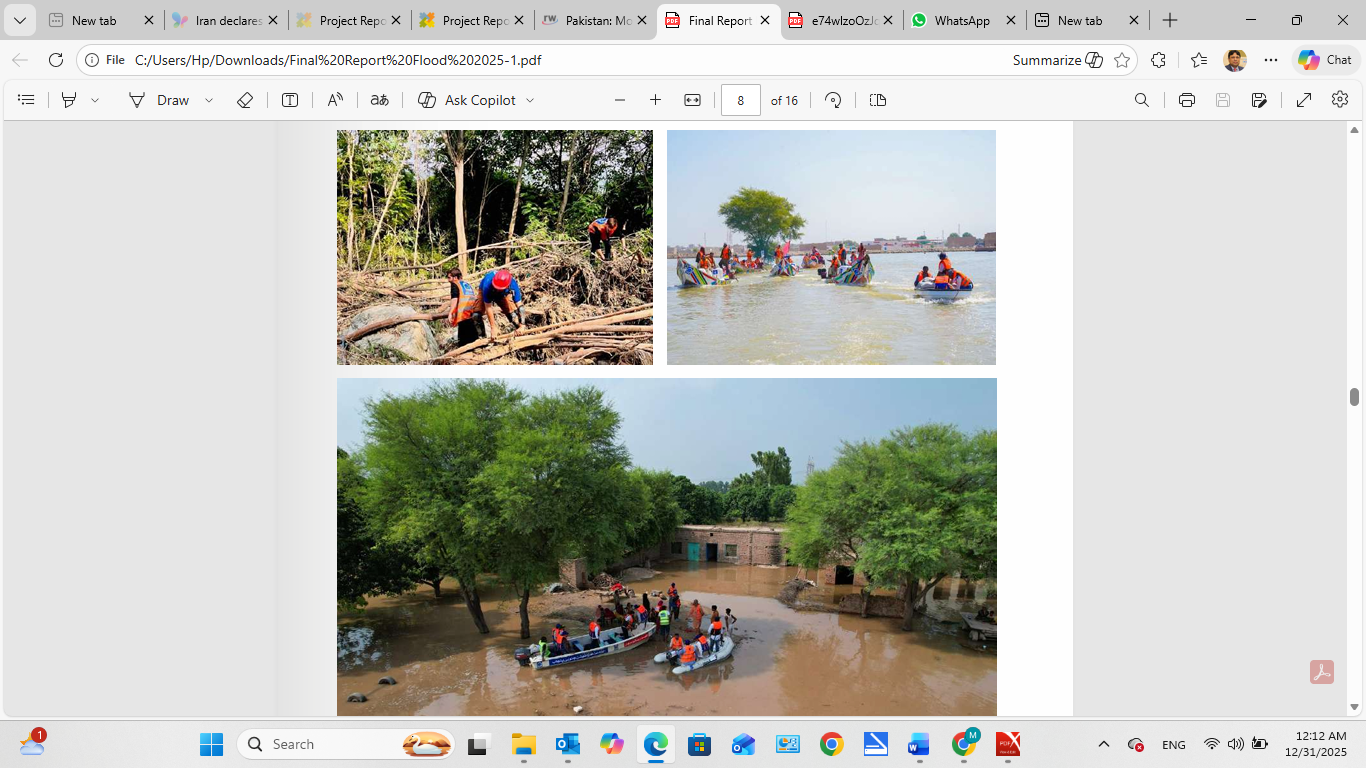 New tab
Iran declares
Project Repo
Project Repo
Pakistan: Mo
Final Report
e74wIzoOzJ
WhatsApp
New tab
File
C:/Users/Hp/Downloads/Final%20Report%20Flood%202025-1.pdf
Summarize
Chat
Draw
Ask Copilot
8
of 16
1
Search
M
ENG
12:12 AM
12/31/2025